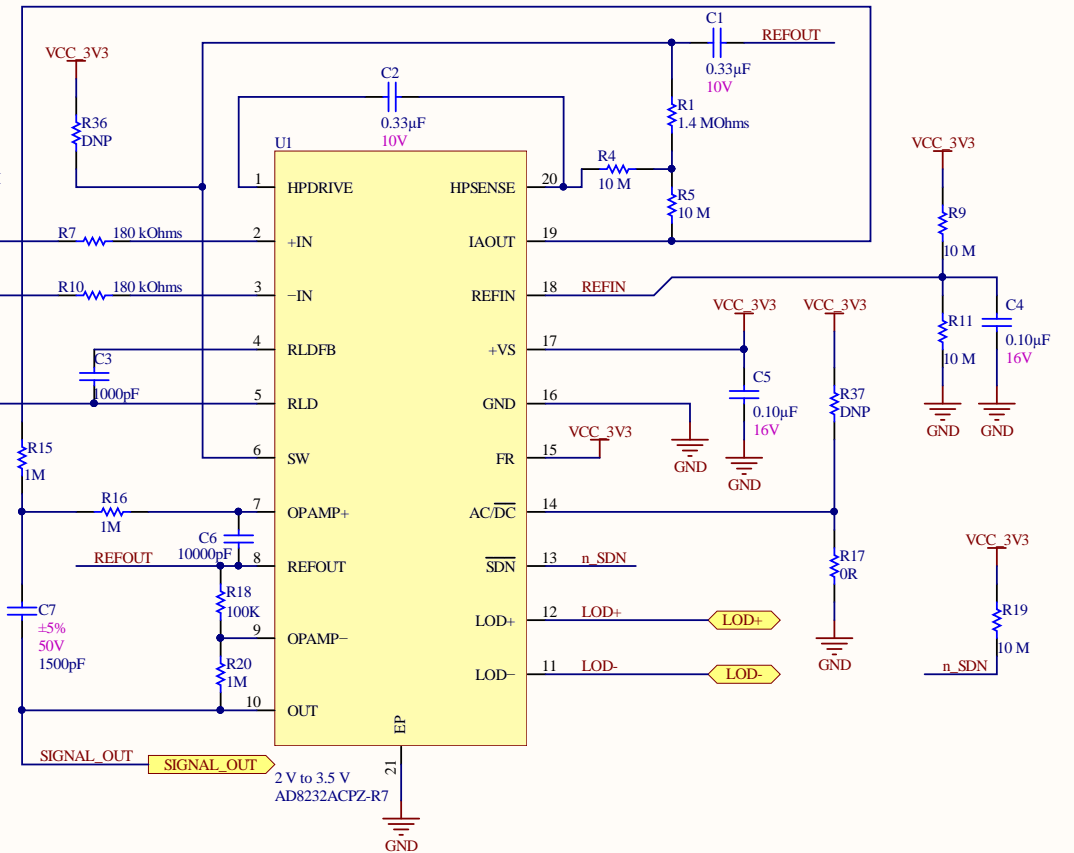 C1
REFOUT
0.33µF
10V
VCC_3V3
R36
DNP
C2
0.33µF
10V
R1
1.4 MOhms
U1
R4
10 M
R5
10 M
VCC_3V3
R9
10 M
1 HPDRIVE
HPSENSE 20
R7 180 kOhms
2 +IN
IAOUT 19
R10 180 kOhms
3 −IN
REFIN 18 REFIN
VCC_3V3
VCC_3V3
C4
0.10µF
16V
R11
10 M
4 RLDFB
+VS 17
C3
1000pF
C5
0.10µF
16V
R37
DNP
5 RLD
GND 16
GND
GND
VCC_3V3
GND
GND
R15
1M
6 SW
FR 15
R16
1M
7 OPAMP+
AC/DC 14
C6
10000pF
REFOUT
8 REFOUT
SDN 13 n_SDN
R17
0R
VCC_3V3
R18
100K
C7
±5%
50V
1500pF
LOD+ 12 LOD+ LOD+
R19
10 M
9 OPAMP−
GND
R20
1M
LOD− 11 LOD- LOD-
n_SDN
10 OUT
EP
21
SIGNAL_OUT SIGNAL_OUT
2 V to 3.5 V
AD8232ACPZ-R7
GND